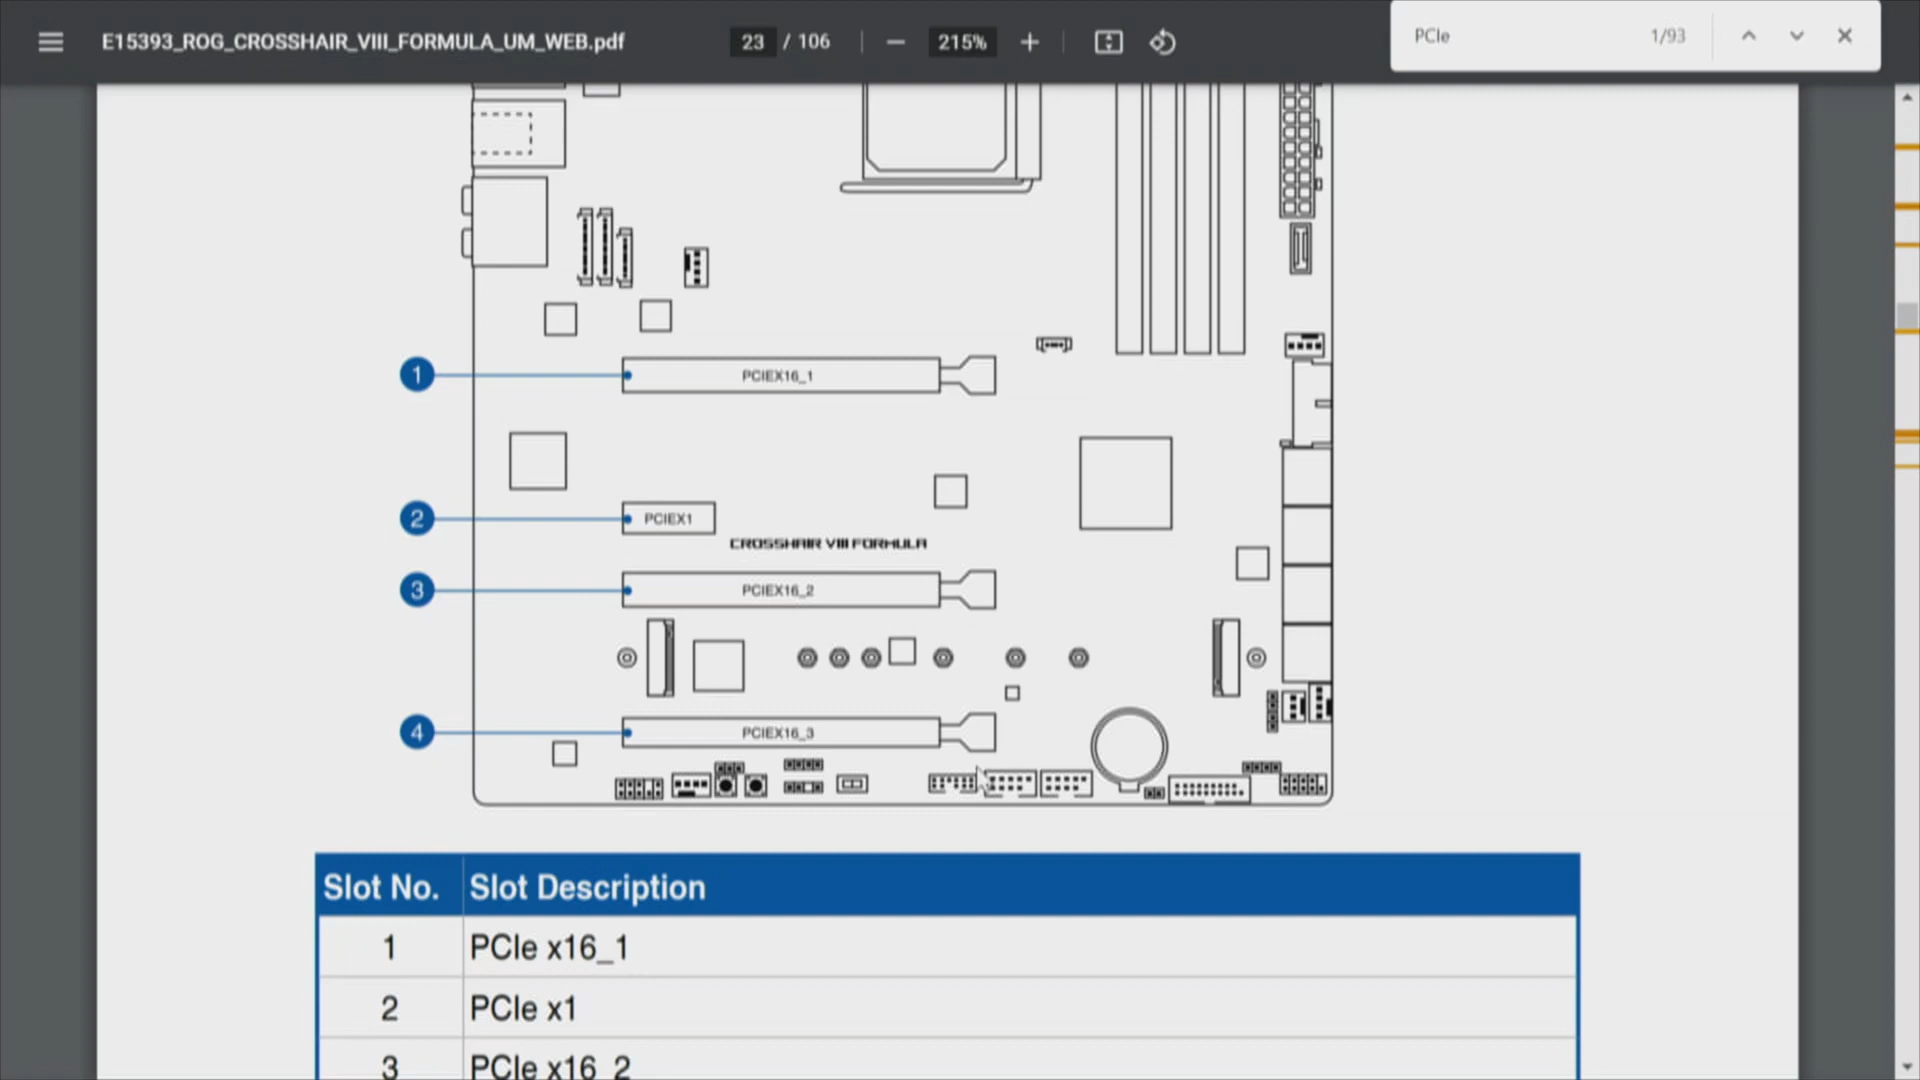 E15393_ROG_CROSSHAIR_VIII_FORMULA_UM_WEB.pdf
23 / 106
215%
PCIe
1/93
1
PCIEX16_1
2
PCIEX1
CROSSHAIR VIII FORMULA
3
PCIEX16_2
4
PCIEX16_3
Slot No. Slot Description
1 PCIe x16_1
2 PCIe x1
3 PCIe x16_2